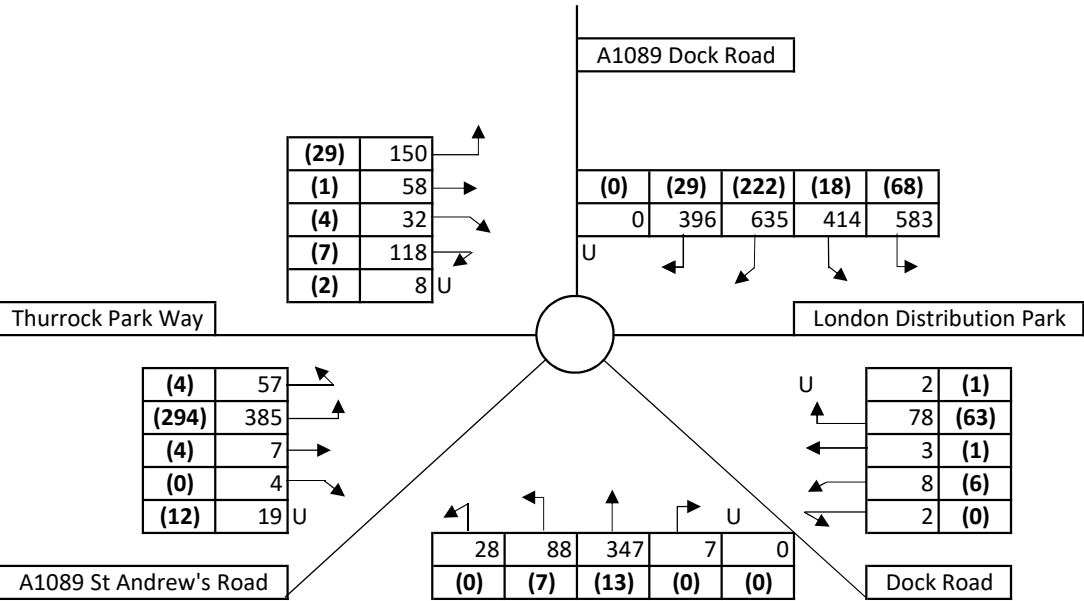 A1089 Dock Road
(29) 150
(1) 58
(4) 32
(7) 118
(2) 8 U
(0) (29) (222) (18) (68)
0 396 635 414 583
U
Thurrock Park Way
London Distribution Park
(4) 57
(294) 385
(4) 7
(0) 4
(12) 19 U
U 2 (1)
78 (63)
3 (1)
8 (6)
2 (0)
U
28 88 347 7 0
(0) (7) (13) (0) (0)
A1089 St Andrew's Road
Dock Road